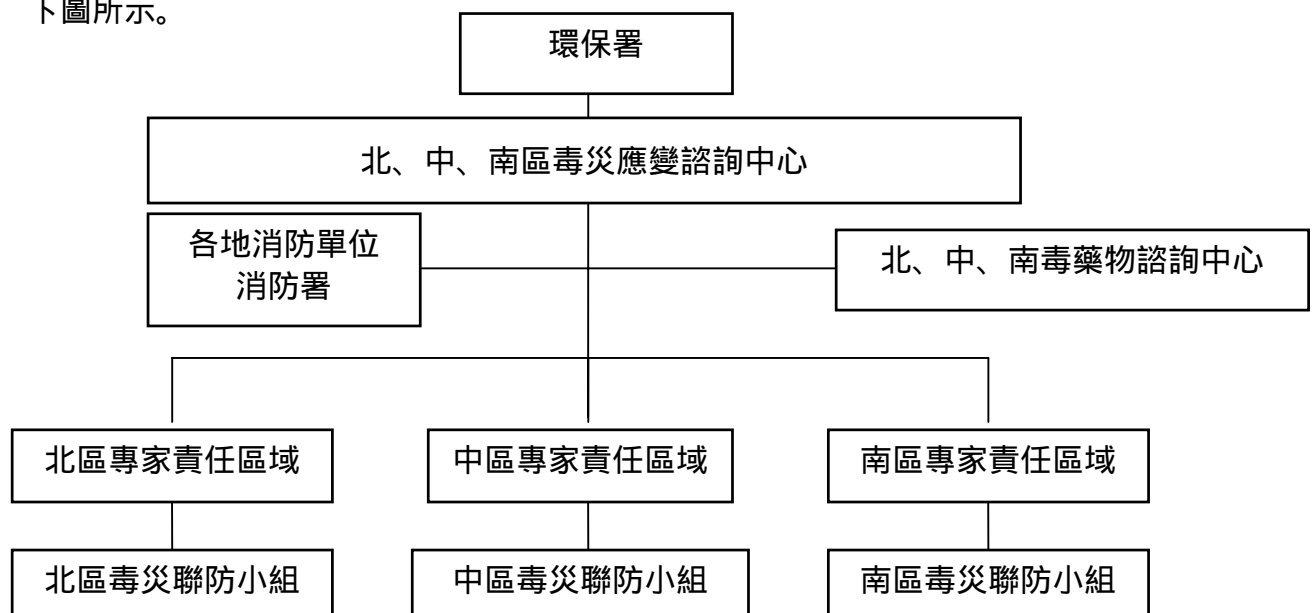 下圖所示。
環保署
北、中、南區毒災應變諮詢中心
各地消防單位
消防署
北、中、南毒藥物諮詢中心
北區專家責任區域
中區專家責任區域
南區專家責任區域
北區毒災聯防小組
中區毒災聯防小組
南區毒災聯防小組